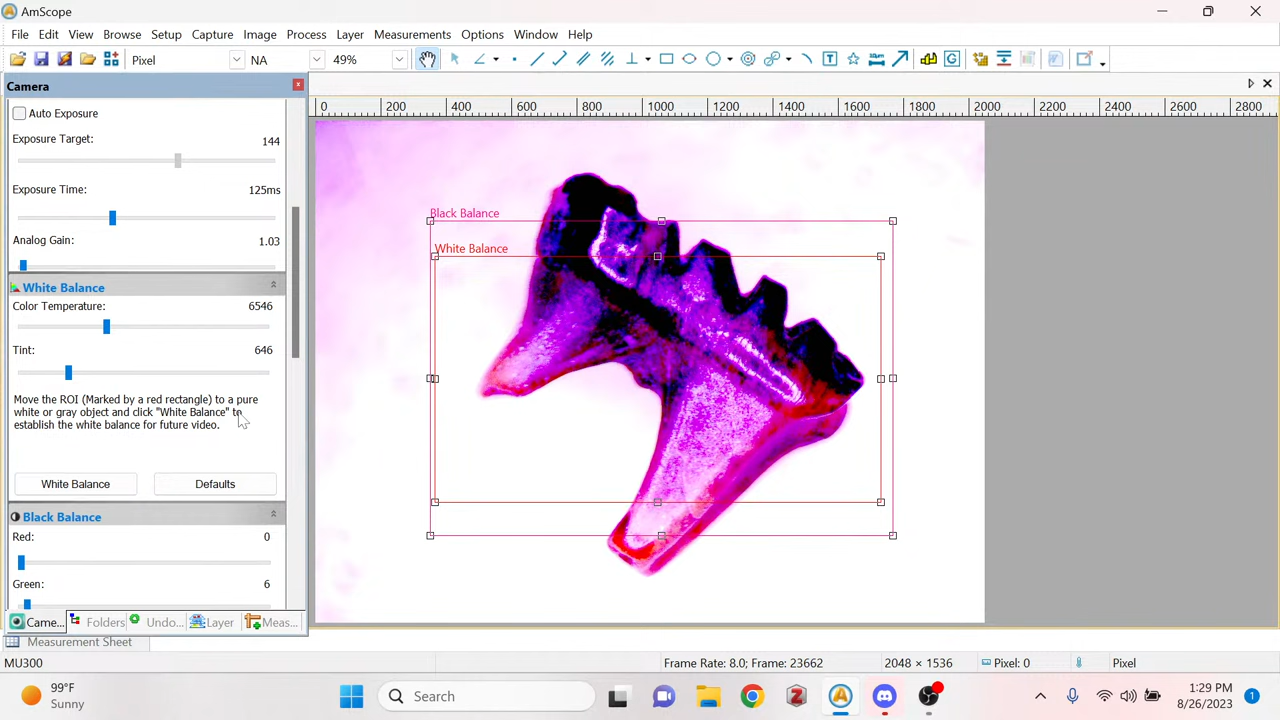 AmScope
File Edit View Browse Setup Capture Image Process Layer Measurements Options Window Help
Pixel NA 49%
Camera
0 200 400 600 800 1000 1200 1400 1600 1800 2000 2200 2400 2600 2800
Auto Exposure
Exposure Target: 144
Exposure Time: 125ms
Analog Gain: 1.03
White Balance
Color Temperature: 6546
Tint: 646
Move the ROI (Marked by a red rectangle) to a pure
white or gray object and click "White Balance" to
establish the white balance for future video.
White Balance Defaults
Black Balance
Red: 0
Green: 6
Black Balance
White Balance
Came... Folders Undo... Layer Meas...
Measurement Sheet
MU300 Frame Rate: 8.0; Frame: 23662 2048 × 1536 Pixel: 0 Pixel
99°F
Sunny
Search
1:29 PM
8/26/2023
1